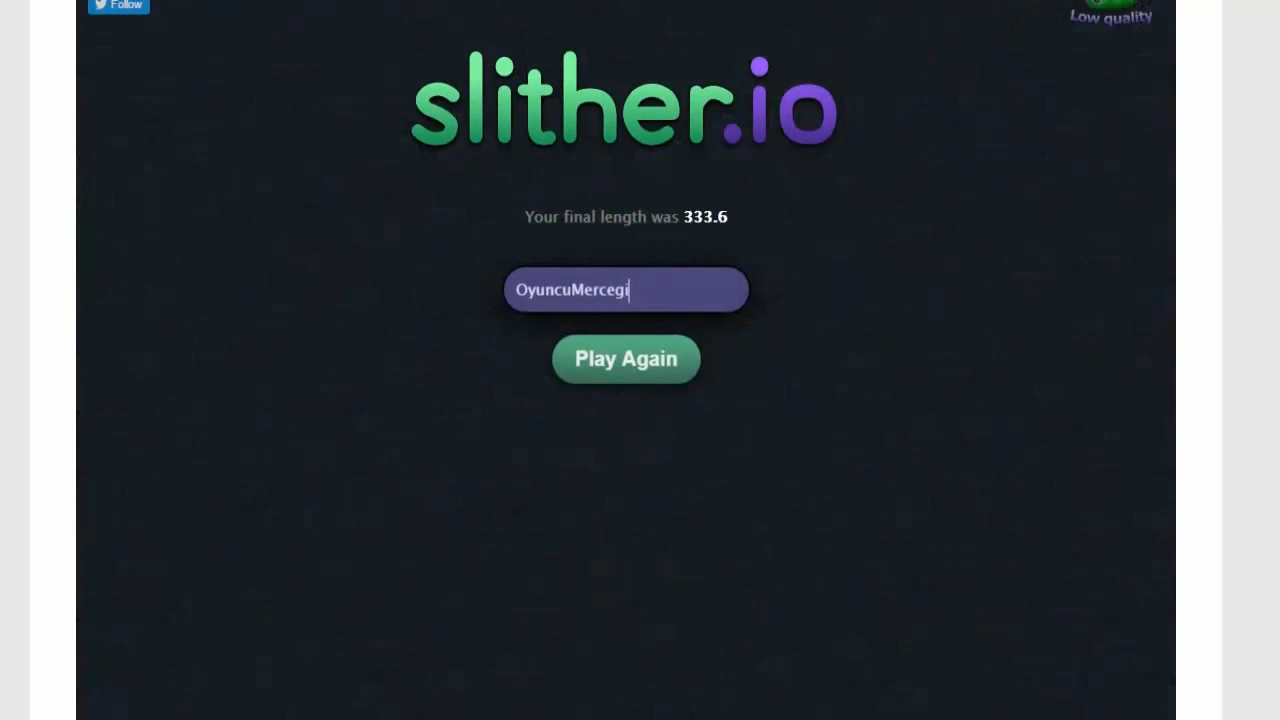 Follow
Low quality
slither.io
Your final length was 333.6
OyuncuMercegi
Play Again